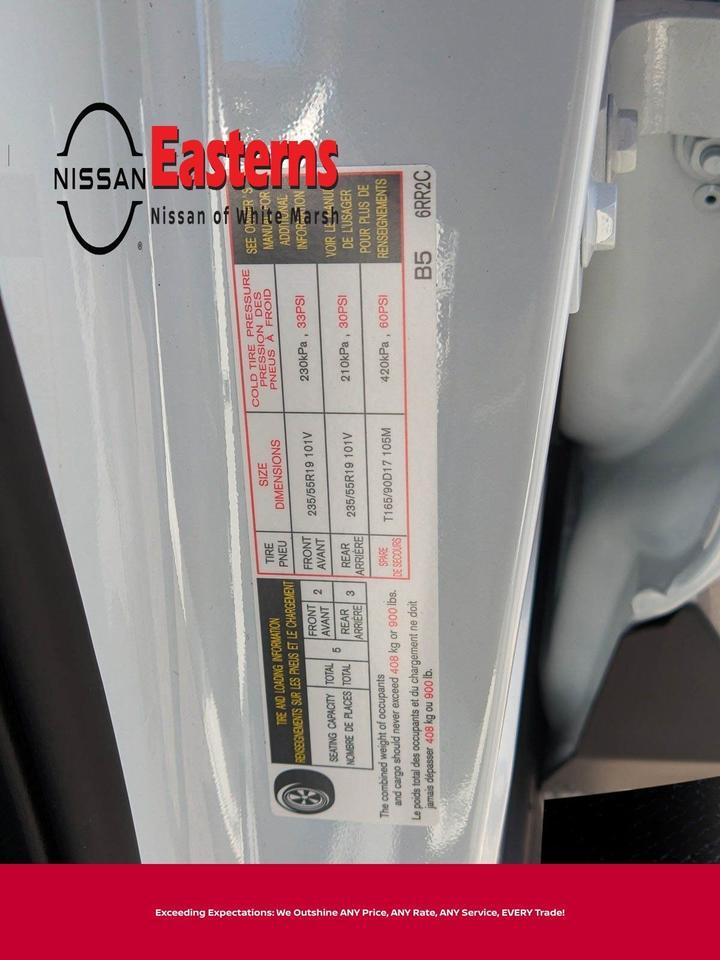 NISSAN
®
Easterns
Nissan of White Marsh
TIRE AND LOADING INFORMATION
RENSEIGNEMENTS SUR LES PNEUS ET LE CHARGEMENT
SEATING CAPACITY
NOMBRE DE PLACES
TOTAL
TOTAL
5
FRONT
AVANT
2
REAR
ARRIÈRE
3
The combined weight of occupants
and cargo should never exceed 408 kg or 900 lbs.
Le poids total des occupants et du chargement ne doit
jamais dépasser 408 kg ou 900 lb.
TIRE
PNEU
SIZE
DIMENSIONS
COLD TIRE PRESSURE
PRESSION DES
PNEUS À FROID
FRONT
AVANT
235/55R19 101V
230kPa , 33PSI
REAR
ARRIÈRE
235/55R19 101V
210kPa , 30PSI
SPARE
DE SECOURS
T165/90D17 105M
420kPa , 60PSI
SEE OWNER'S
MANUAL FOR
ADDITIONAL
INFORMATION
VOIR LE MANUEL
DE L'USAGER
POUR PLUS DE
RENSEIGNEMENTS
B5 6RR2C
Exceeding Expectations: We Outshine ANY Price, ANY Rate, ANY Service, EVERY Trade!